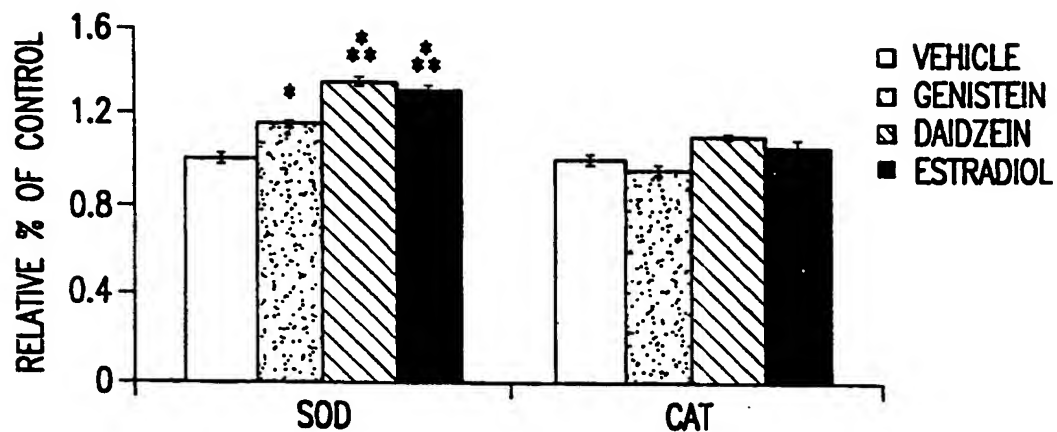 RELATIVE % OF CONTROL
1.6
1.2
0.8
0.4
0
*
*
**
*
**
SOD
CAT
VEHICLE
GENISTEIN
DAIDZEIN
ESTRADIOL